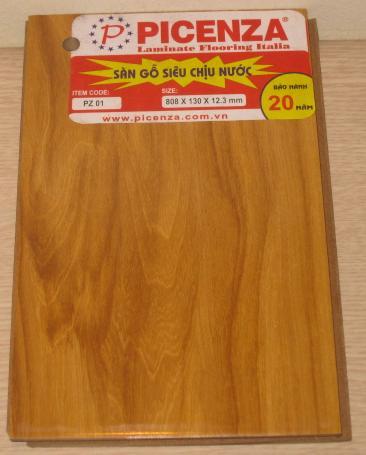 P PICENZA®
Laminate Flooring Italia
SÀN GỖ SIÊU CHỊU NƯỚC
ITEM CODE: SIZE:
PZ 01 808 X 130 X 12.3 mm
BẢO HÀNH
20 NĂM
www.picenza.com.vn